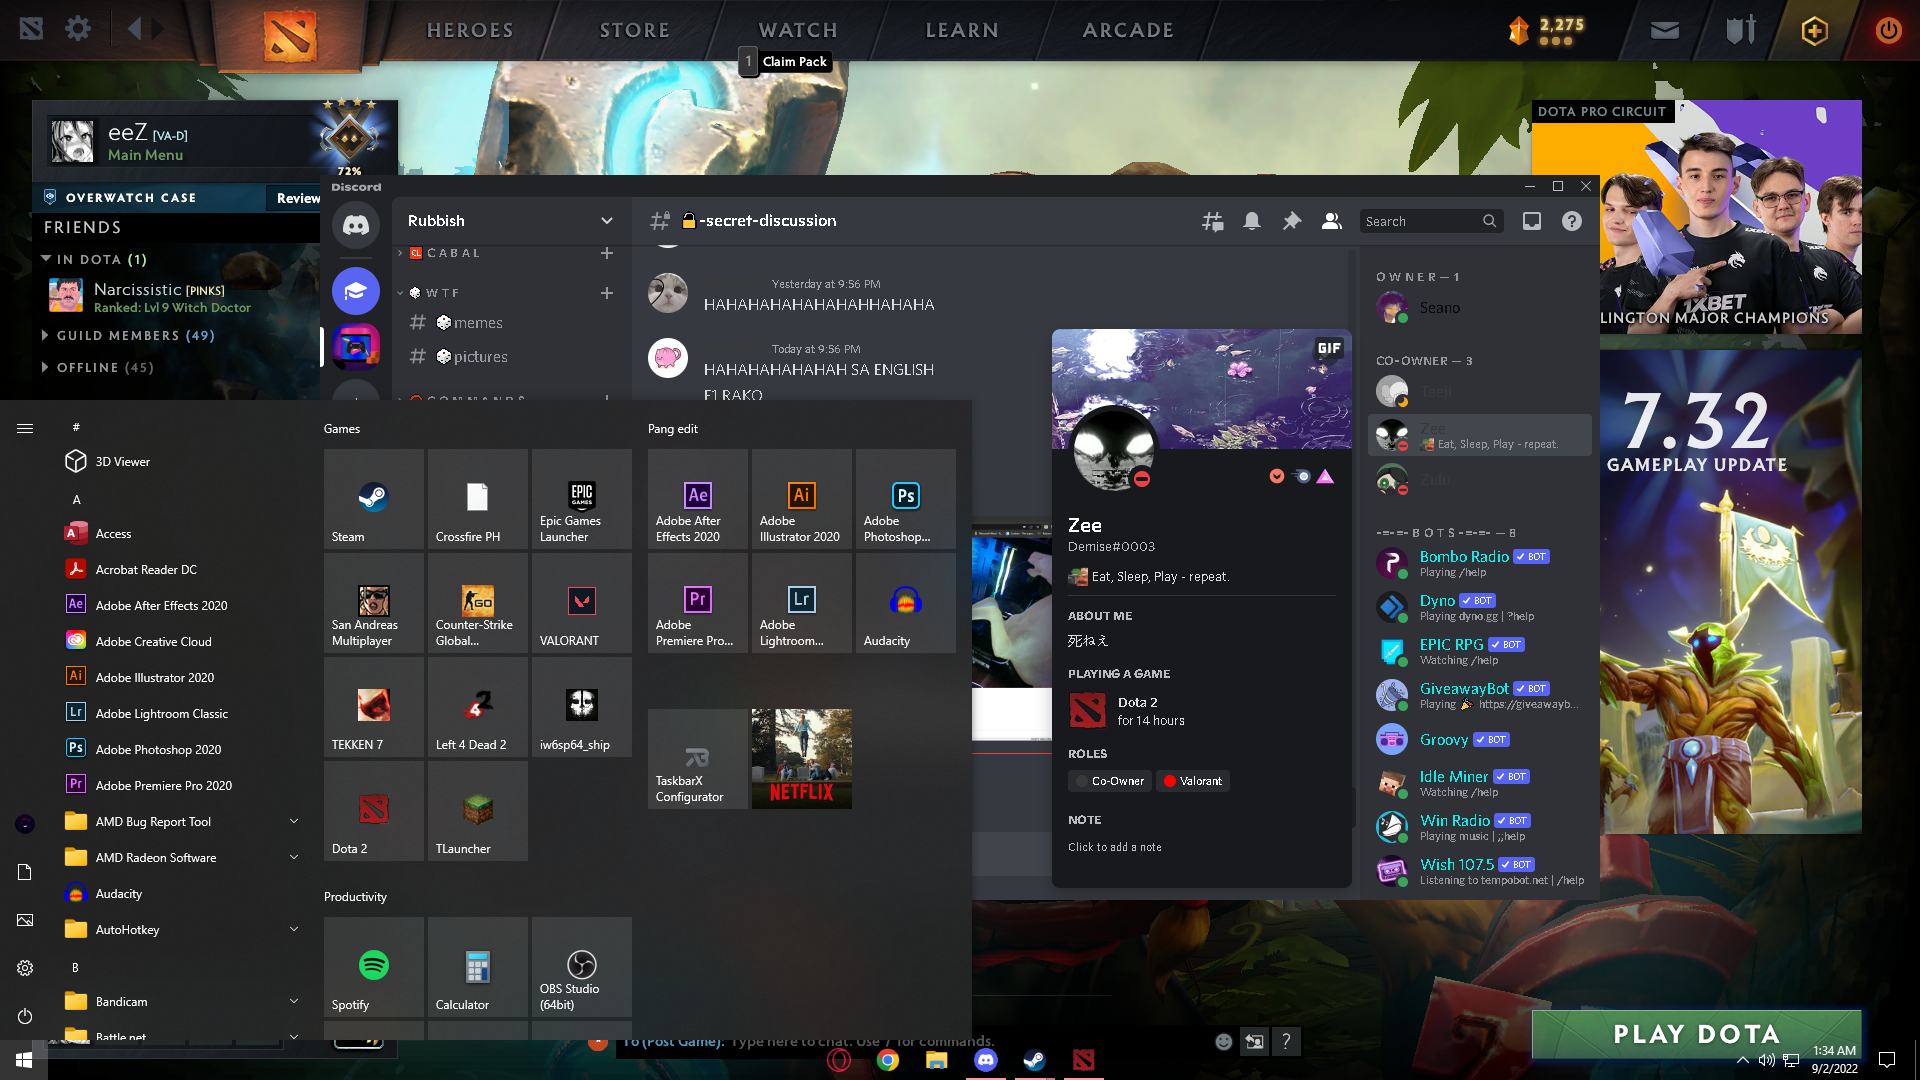 HEROES
STORE
WATCH
LEARN
ARCADE
2,275
1 Claim Pack
eeZ [VA-D]
Main Menu
72%
OVERWATCH CASE
Review
FRIENDS
IN DOTA (1)
Narcissistic [PINKS]
Ranked: Lvl 9 Witch Doctor
GUILD MEMBERS (49)
OFFLINE (45)
DOTA PRO CIRCUIT
1XBET
LINGTON MAJOR CHAMPIONS
7.32
GAMEPLAY UPDATE
PLAY DOTA
Discord
Rubbish
CABAL
WTF
memes
pictures
COMMANDS
-secret-discussion
Search
Yesterday at 9:56 PM
HAHAHAHAHAHAHAHHAHAHA
Today at 9:56 PM
HAHAHAHAHAHAH SA ENGLISH
F1 RAKO
GIF
Zee
Demise#0003
Eat, Sleep, Play - repeat.
ABOUT ME
死ねえ
PLAYING A GAME
Dota 2
for 14 hours
ROLES
Co-Owner
Valorant
NOTE
Click to add a note
OWNER — 1
Seano
CO-OWNER — 3
Teeji
Zee
Eat, Sleep, Play - repeat.
Zulu
-=-=-BOTS-=-=- — 8
Bombo Radio BOT
Playing /help
Dyno BOT
Playing dyno.gg | ?help
EPIC RPG BOT
Watching /help
GiveawayBot BOT
Playing 🎉 https://giveawayb...
Groovy BOT
Idle Miner BOT
Watching /help
Win Radio BOT
Playing music | ;;help
Wish 107.5 BOT
Listening to tempobot.net | /help
#
3D Viewer
A
Access
Acrobat Reader DC
Adobe After Effects 2020
Adobe Creative Cloud
Adobe Illustrator 2020
Adobe Lightroom Classic
Adobe Photoshop 2020
Adobe Premiere Pro 2020
AMD Bug Report Tool
AMD Radeon Software
Audacity
AutoHotkey
B
Bandicam
Battle.net
Games
Steam
Crossfire PH
EPIC GAMES
Epic Games Launcher
San Andreas Multiplayer
GO
Counter-Strike Global...
VALORANT
TEKKEN 7
Left 4 Dead 2
iw6sp64_ship
Dota 2
TLauncher
Productivity
Spotify
Calculator
OBS Studio (64bit)
Pang edit
Ae
Adobe After Effects 2020
Ai
Adobe Illustrator 2020
Ps
Adobe Photoshop...
Pr
Adobe Premiere Pro...
Lr
Adobe Lightroom...
Audacity
TaskbarX Configurator
NETFLIX
To (Post Game): Type here to chat. Use '/' for commands.
?
1:34 AM
9/2/2022